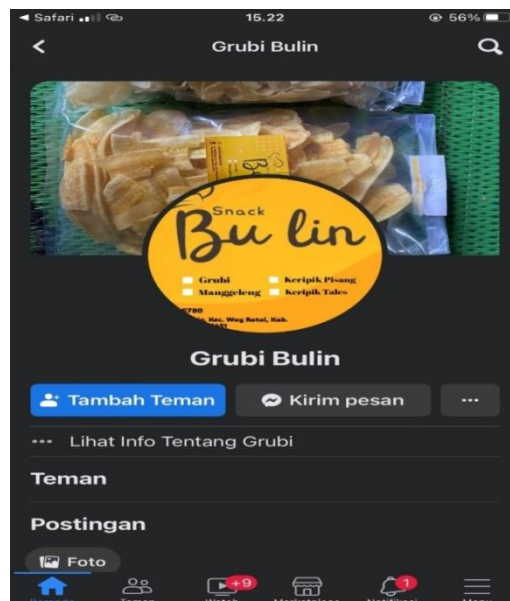 Safari
15.22
56%
Grubi Bulin
Snack
Bu lin
Grubi
Keripik Pisang
Manggeleng
Keripik Tales
5780
Kec. Way Ratai, Kab.
Grubi Bulin
Tambah Teman
Kirim pesan
Lihat Info Tentang Grubi
Teman
Postingan
Foto
+9
1